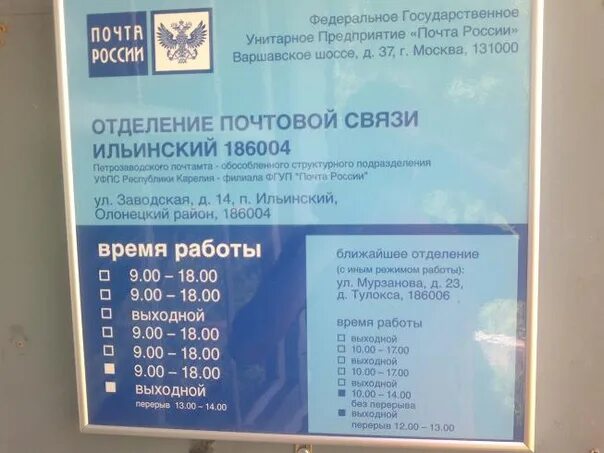 ПОЧТА
РОССИИ
Федеральное Государственное
Унитарное Предприятие «Почта России»
Варшавское шоссе, д. 37, г. Москва, 131000
ОТДЕЛЕНИЕ ПОЧТОВОЙ СВЯЗИ
ИЛЬИНСКИЙ 186004
Петрозаводского почтамта - обособленного структурного подразделения
УФПС Республики Карелия - филиала ФГУП "Почта России"
ул. Заводская, д. 14, п. Ильинский,
Олонецкий район, 186004
время работы
9.00 – 18.00
9.00 – 18.00
выходной
9.00 – 18.00
9.00 – 18.00
9.00 – 18.00
выходной
перерыв 13.00 - 14.00
ближайшее отделение
(с иным режимом работы):
ул. Мурзанова, д. 23,
д. Тулокса, 186006
время работы
выходной
10.00 – 17.00
выходной
10.00 – 17.00
выходной
10.00 – 14.00
без перерыва
выходной
перерыв 12.00 - 13.00